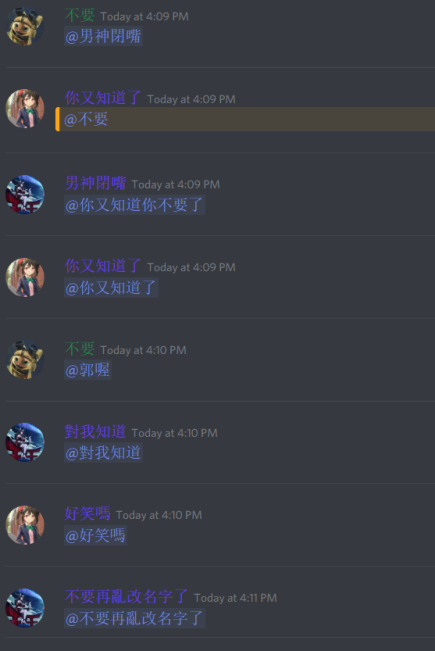 不要 Today at 4:09 PM
@男神閉嘴
你又知道了 Today at 4:09 PM
@不要
男神閉嘴 Today at 4:09 PM
@你又知道你不要了
你又知道了 Today at 4:09 PM
@你又知道了
不要 Today at 4:10 PM
@郭喔
對我知道 Today at 4:10 PM
@對我知道
好笑嗎 Today at 4:10 PM
@好笑嗎
不要再亂改名字了 Today at 4:11 PM
@不要再亂改名字了